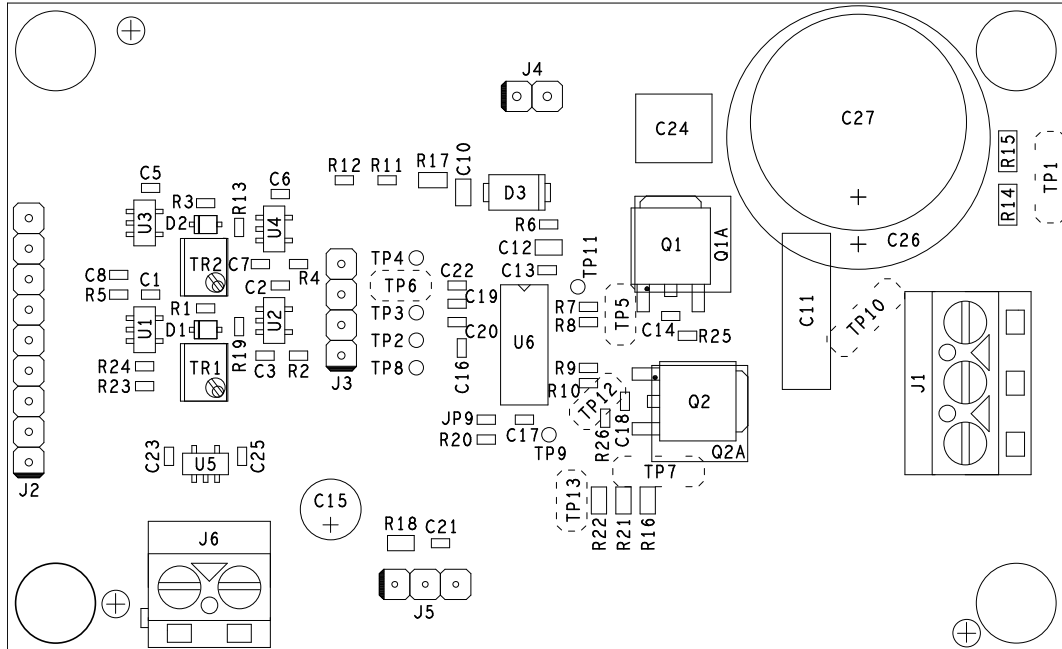 J4
C24
C27
R15
TP1
R14
C26
C10
R17
R11
R12
D3
C5
C6
R13
R3
D2
U3
U4
R6
C12
C13
TP11
Q1
Q1A
TR2
C7
R4
C8
R5
C1
C2
TP4
TP6
TP3
TP2
TP8
C22
C19
C20
C16
U6
R7
R8
TP5
C14
R25
C11
TP10
R1
D1
U1
U2
R19
TR1
C3
R2
J3
R24
R23
R9
R10
TP12
C18
R26
Q2
Q2A
J1
JP9
R20
C17
TP9
TP7
TP13
R22
R21
R16
J2
C23
U5
C25
C15
R18
C21
J6
J5